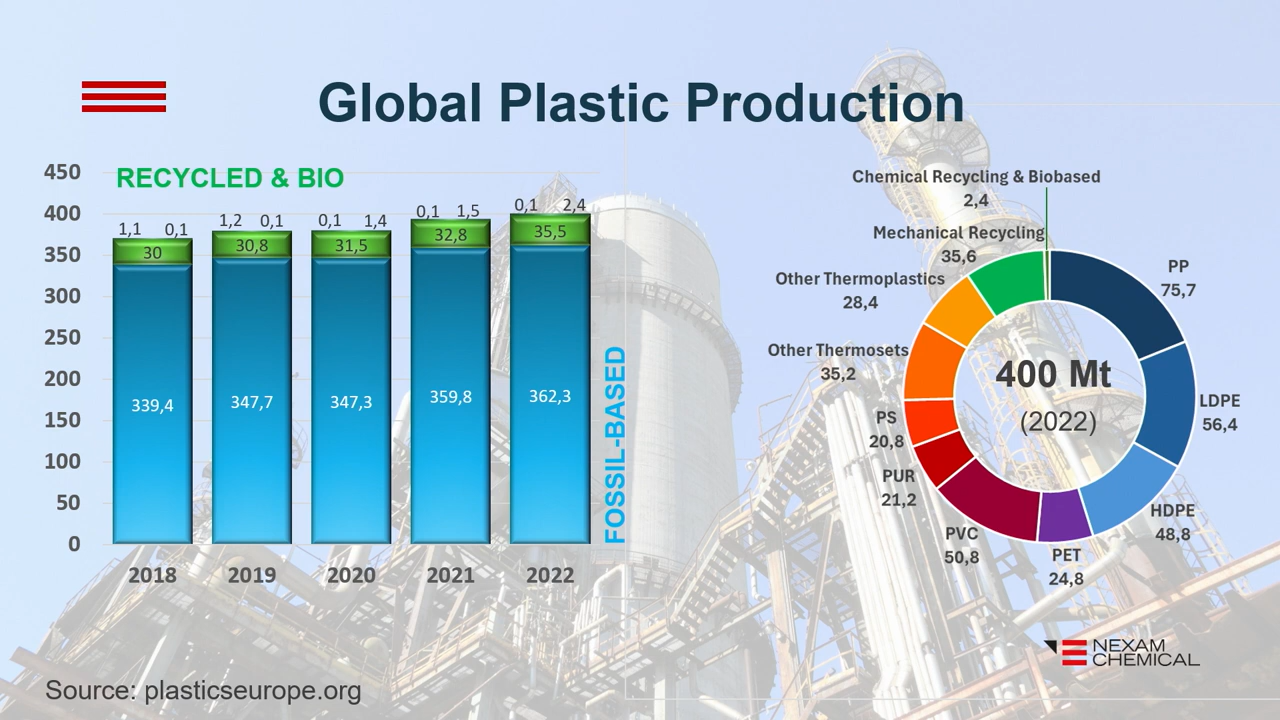 Global Plastic Production
RECYCLED & BIO
450
400
350
300
250
200
150
100
50
0
1,1 0,1
30
339,4
2018
1,2 0,1
30,8
347,7
2019
0,1 1,4
31,5
347,3
2020
0,1 1,5
32,8
359,8
2021
0,1 2,4
35,5
362,3
2022
FOSSIL-BASED
Chemical Recycling & Biobased
2,4
Mechanical Recycling
35,6
Other Thermoplastics
28,4
Other Thermosets
35,2
PS
20,8
PUR
21,2
PVC
50,8
PET
24,8
HDPE
48,8
LDPE
56,4
PP
75,7
400 Mt
(2022)
NEXAM
CHEMICAL
Source: plasticseurope.org